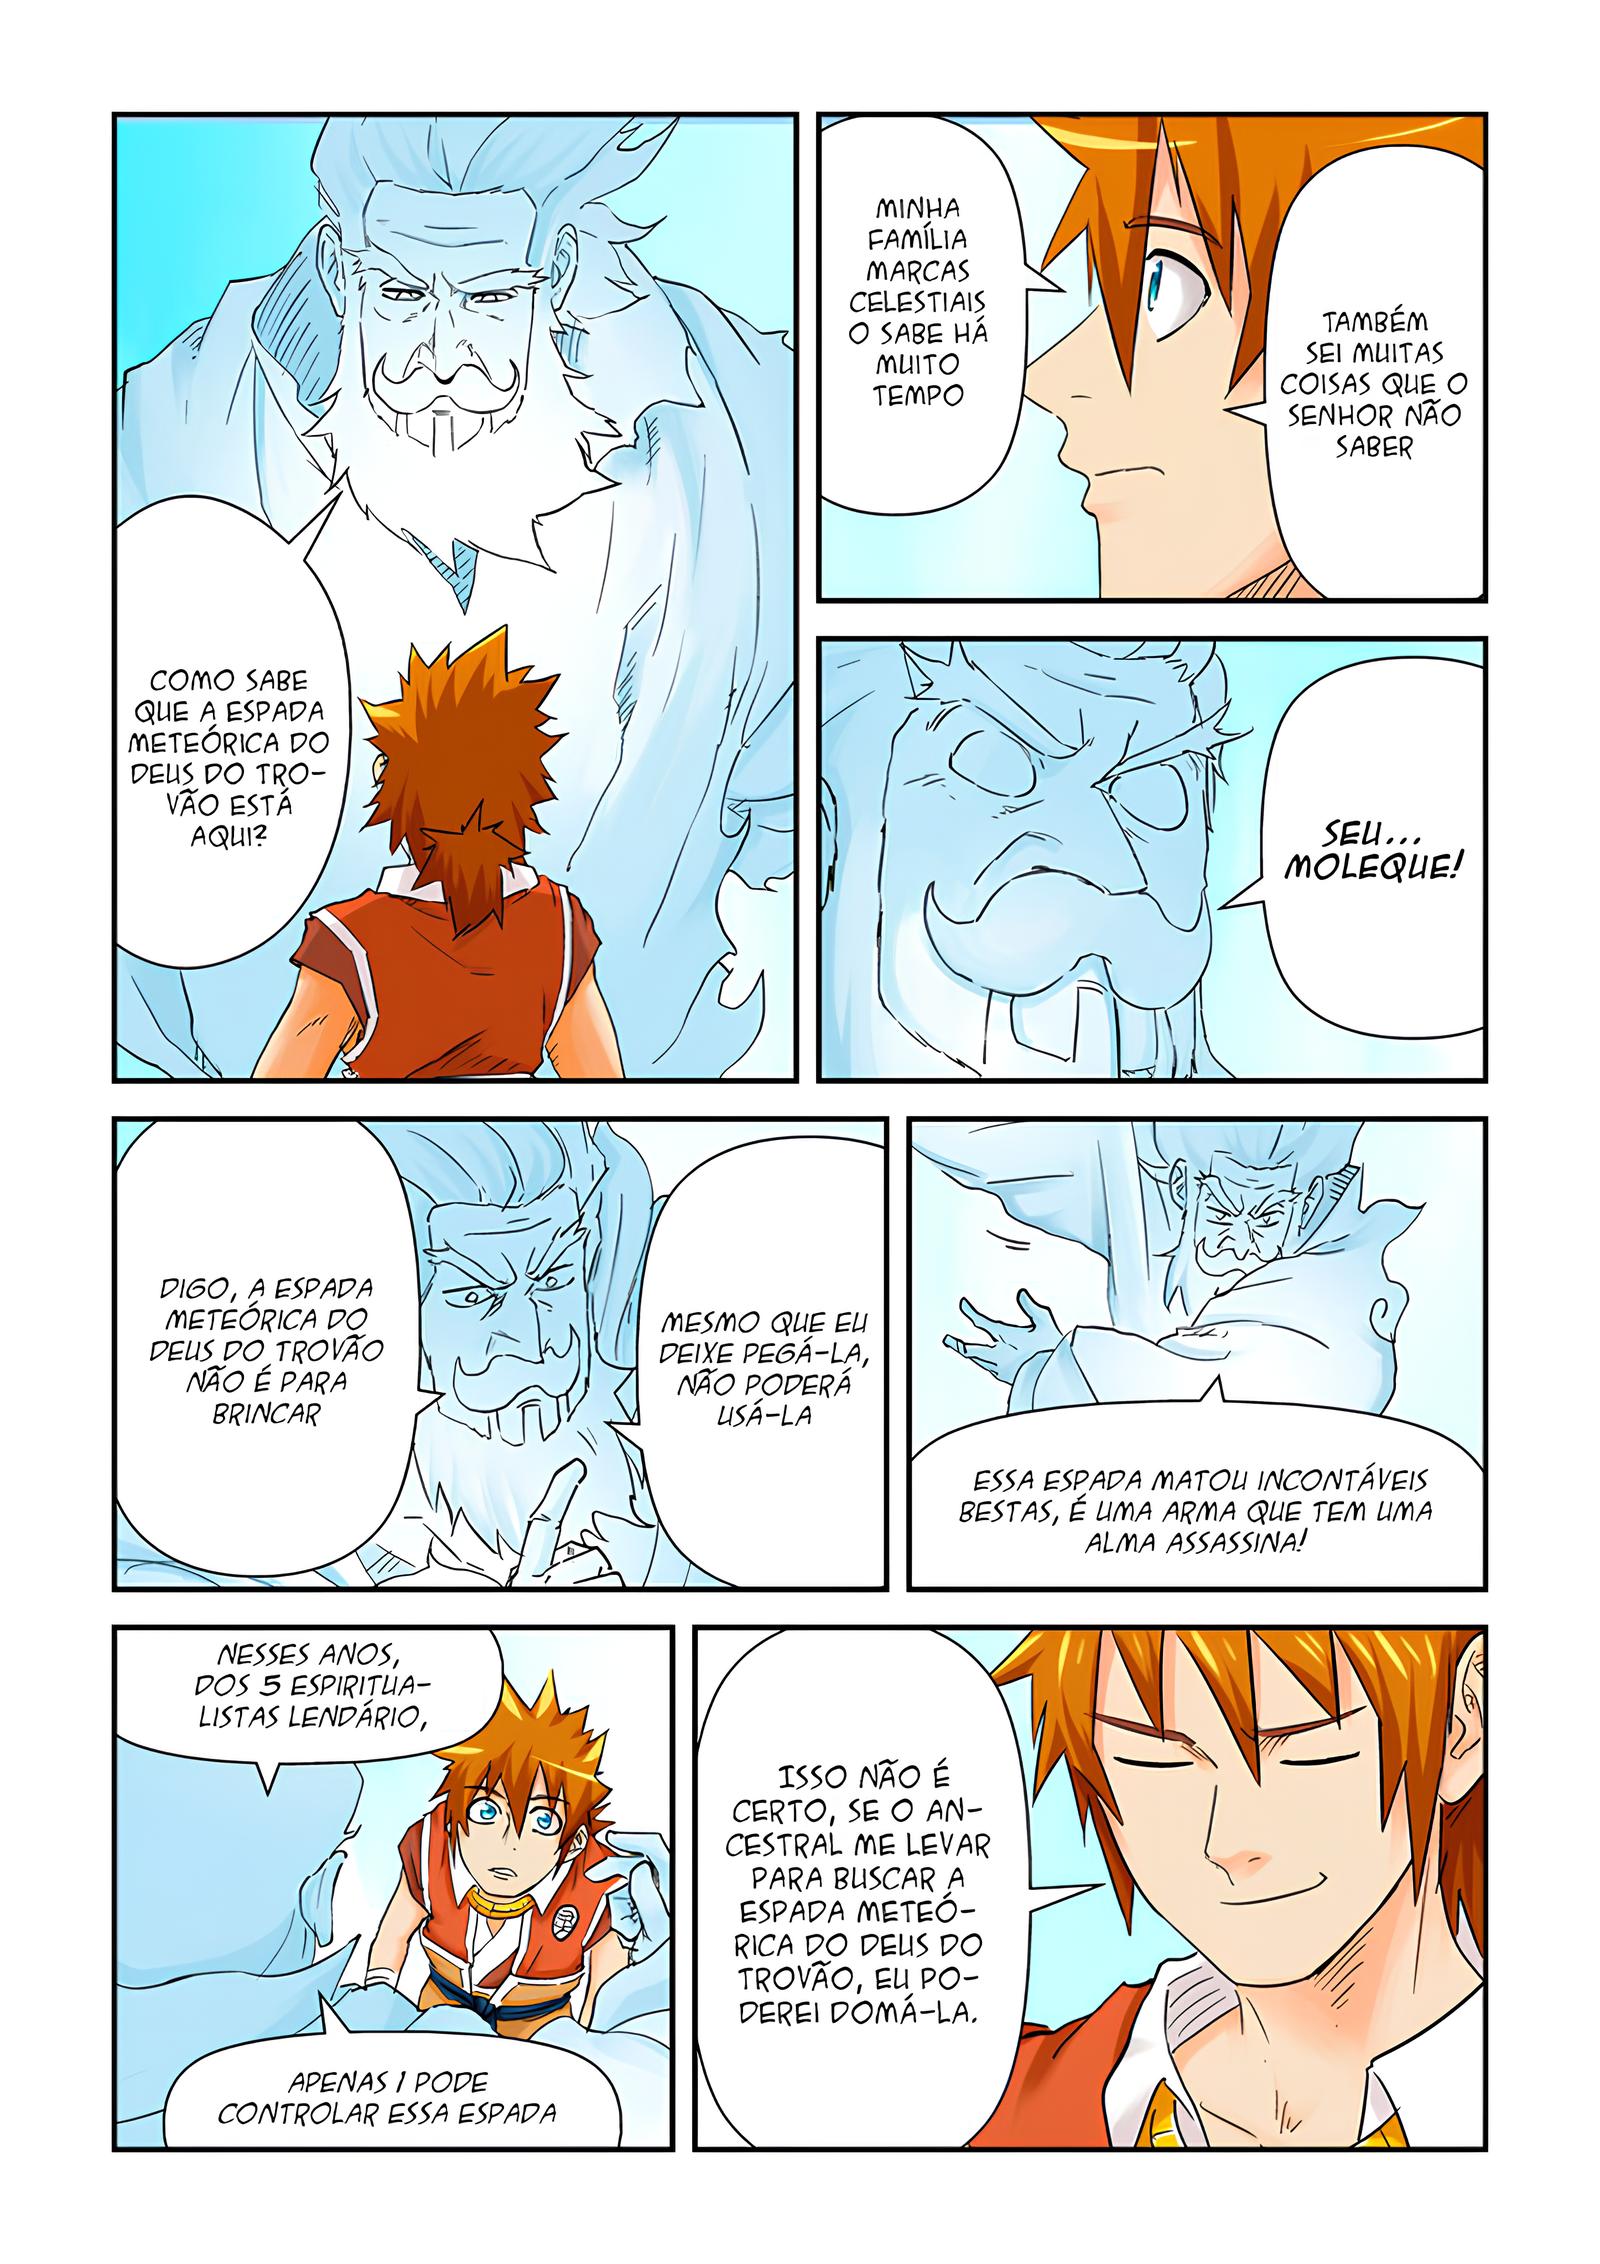 COMO SABE
QUE A ESPADA
METEÓRICA DO
DEUS DO TRO-
VÃO ESTÁ
AQUI?
MINHA
FAMÍLIA
MARCAS
CELESTIAIS
O SABE HÁ
MUITO
TEMPO
TAMBÉM
SEI MUITAS
COISAS QUE O
SENHOR NÃO
SABER
SEU...
MOLEQUE!
DIGO, A ESPADA
METEÓRICA DO
DEUS DO TROVÃO
NÃO É PARA
BRINCAR
MESMO QUE EU
DEIXE PEGÁ-LA,
NÃO PODERÁ
USÁ-LA
ESSA ESPADA MATOU INCONTÁVEIS
BESTAS, É UMA ARMA QUE TEM UMA
ALMA ASSASSINA!
NESSES ANOS,
DOS 5 ESPIRITUA-
LISTAS LENDÁRIO,
APENAS 1 PODE
CONTROLAR ESSA ESPADA
ISSO NÃO É
CERTO, SE O AN-
CESTRAL ME LEVAR
PARA BUSCAR A
ESPADA METEÓ-
RICA DO DEUS DO
TROVÃO, EU PO-
DEREI DOMÁ-LA.